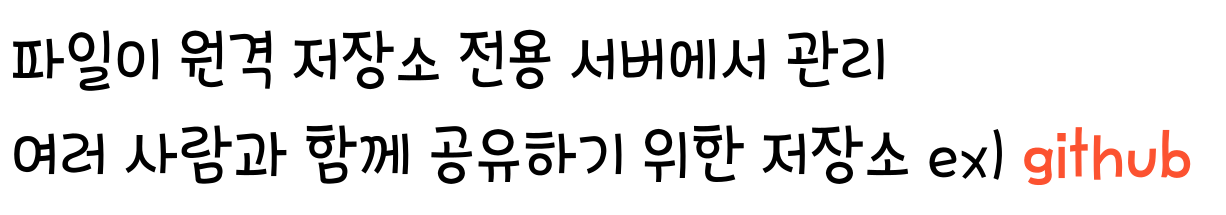 파일이 원격 저장소 전용 서버에서 관리
여러 사람과 함께 공유하기 위한 저장소 ex) github